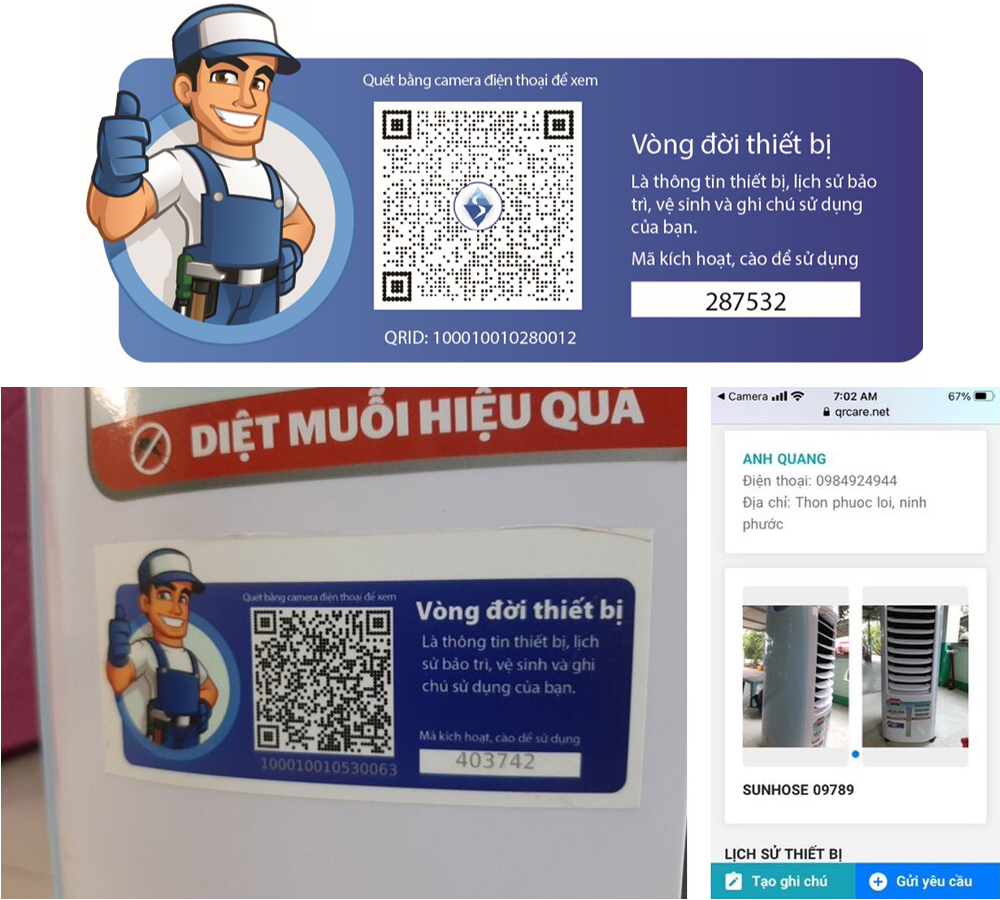 Quét bằng camera điện thoại để xem
Vòng đời thiết bị
Là thông tin thiết bị, lịch sử bảo
trì, vệ sinh và ghi chú sử dụng
của bạn.
Mã kích hoạt, cào để sử dụng
287532
QRID: 100010010280012
DIỆT MUỖI HIỆU QUẢ
Quét bằng camera điện thoại để xem
Vòng đời thiết bị
Là thông tin thiết bị, lịch
sử bảo trì, vệ sinh và ghi
chú sử dụng của bạn.
Mã kích hoạt, cào để sử dụng
403742
100010010530063
Camera 7:02 AM 67%
qrcare.net
ANH QUANG
Điện thoại: 0984924944
Địa chỉ: Thon phuoc loi, ninh
phước
SUNHOSE 09789
LỊCH SỬ THIẾT BỊ
Tạo ghi chú
Gửi yêu cầu